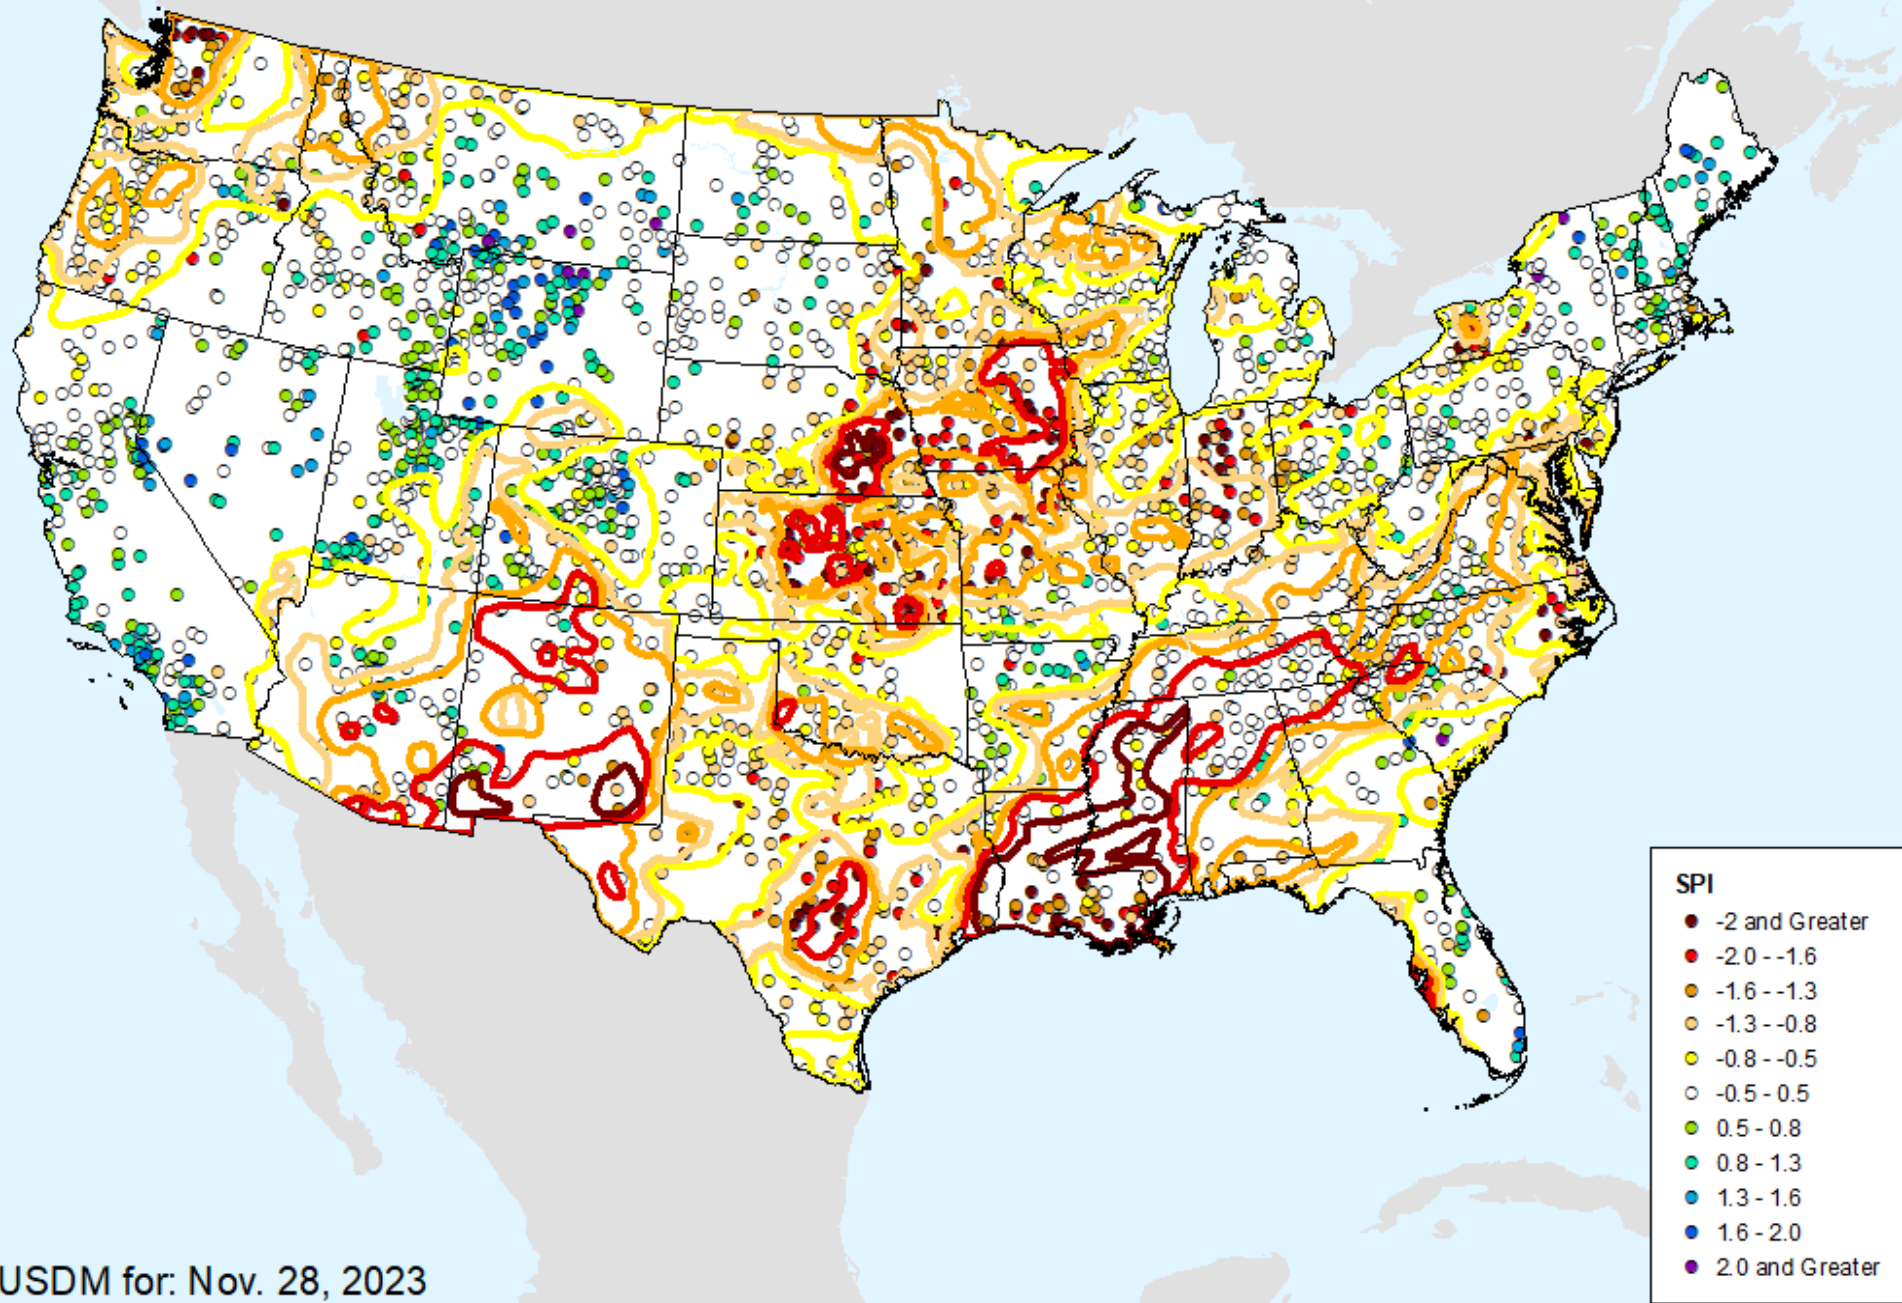 SPI
-2 and Greater
-2.0 - -1.6
-1.6 - -1.3
-1.3 - -0.8
-0.8 - -0.5
-0.5 - 0.5
0.5 - 0.8
0.8 - 1.3
1.3 - 1.6
1.6 - 2.0
2.0 and Greater
USDM for: Nov. 28, 2023